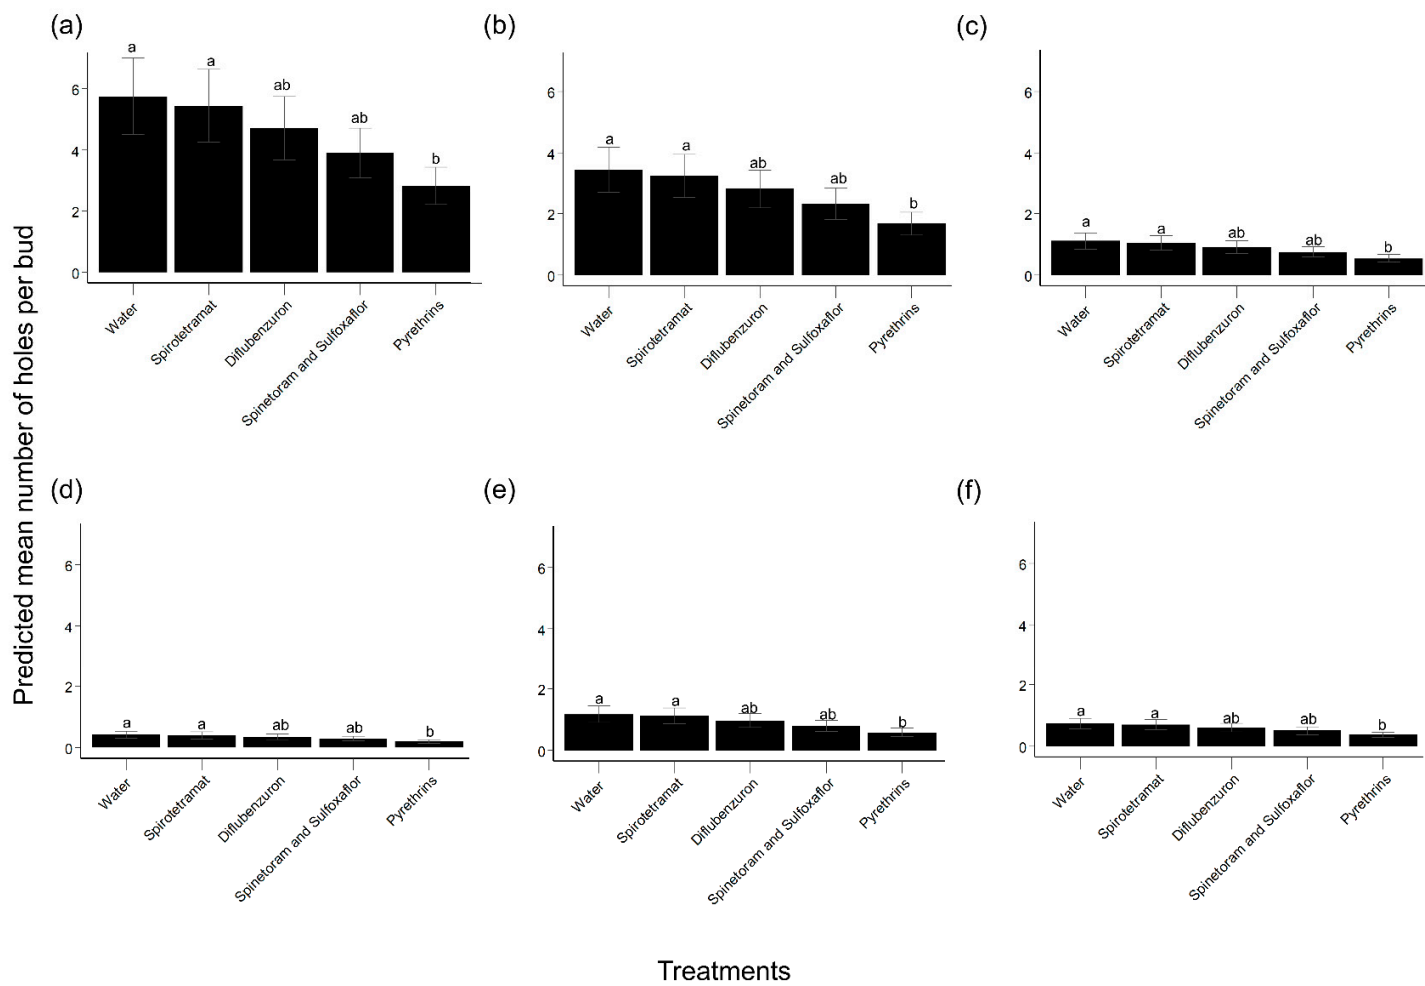 Predicted mean number of holes per bud
(a)
a
a
ab
ab
b
6
4
2
0
Water
Spirotetramat
Diflubenzuron
Spinetoram and Sulfoxaflor
Pyrethrins
(b)
a
a
ab
ab
b
6
4
2
0
Water
Spirotetramat
Diflubenzuron
Spinetoram and Sulfoxaflor
Pyrethrins
(c)
a
a
ab
ab
b
6
4
2
0
Water
Spirotetramat
Diflubenzuron
Spinetoram and Sulfoxaflor
Pyrethrins
(d)
a
a
ab
ab
b
6
4
2
0
Water
Spirotetramat
Diflubenzuron
Spinetoram and Sulfoxaflor
Pyrethrins
(e)
a
a
ab
ab
b
6
4
2
0
Water
Spirotetramat
Diflubenzuron
Spinetoram and Sulfoxaflor
Pyrethrins
(f)
a
a
ab
ab
b
6
4
2
0
Water
Spirotetramat
Diflubenzuron
Spinetoram and Sulfoxaflor
Pyrethrins
Treatments